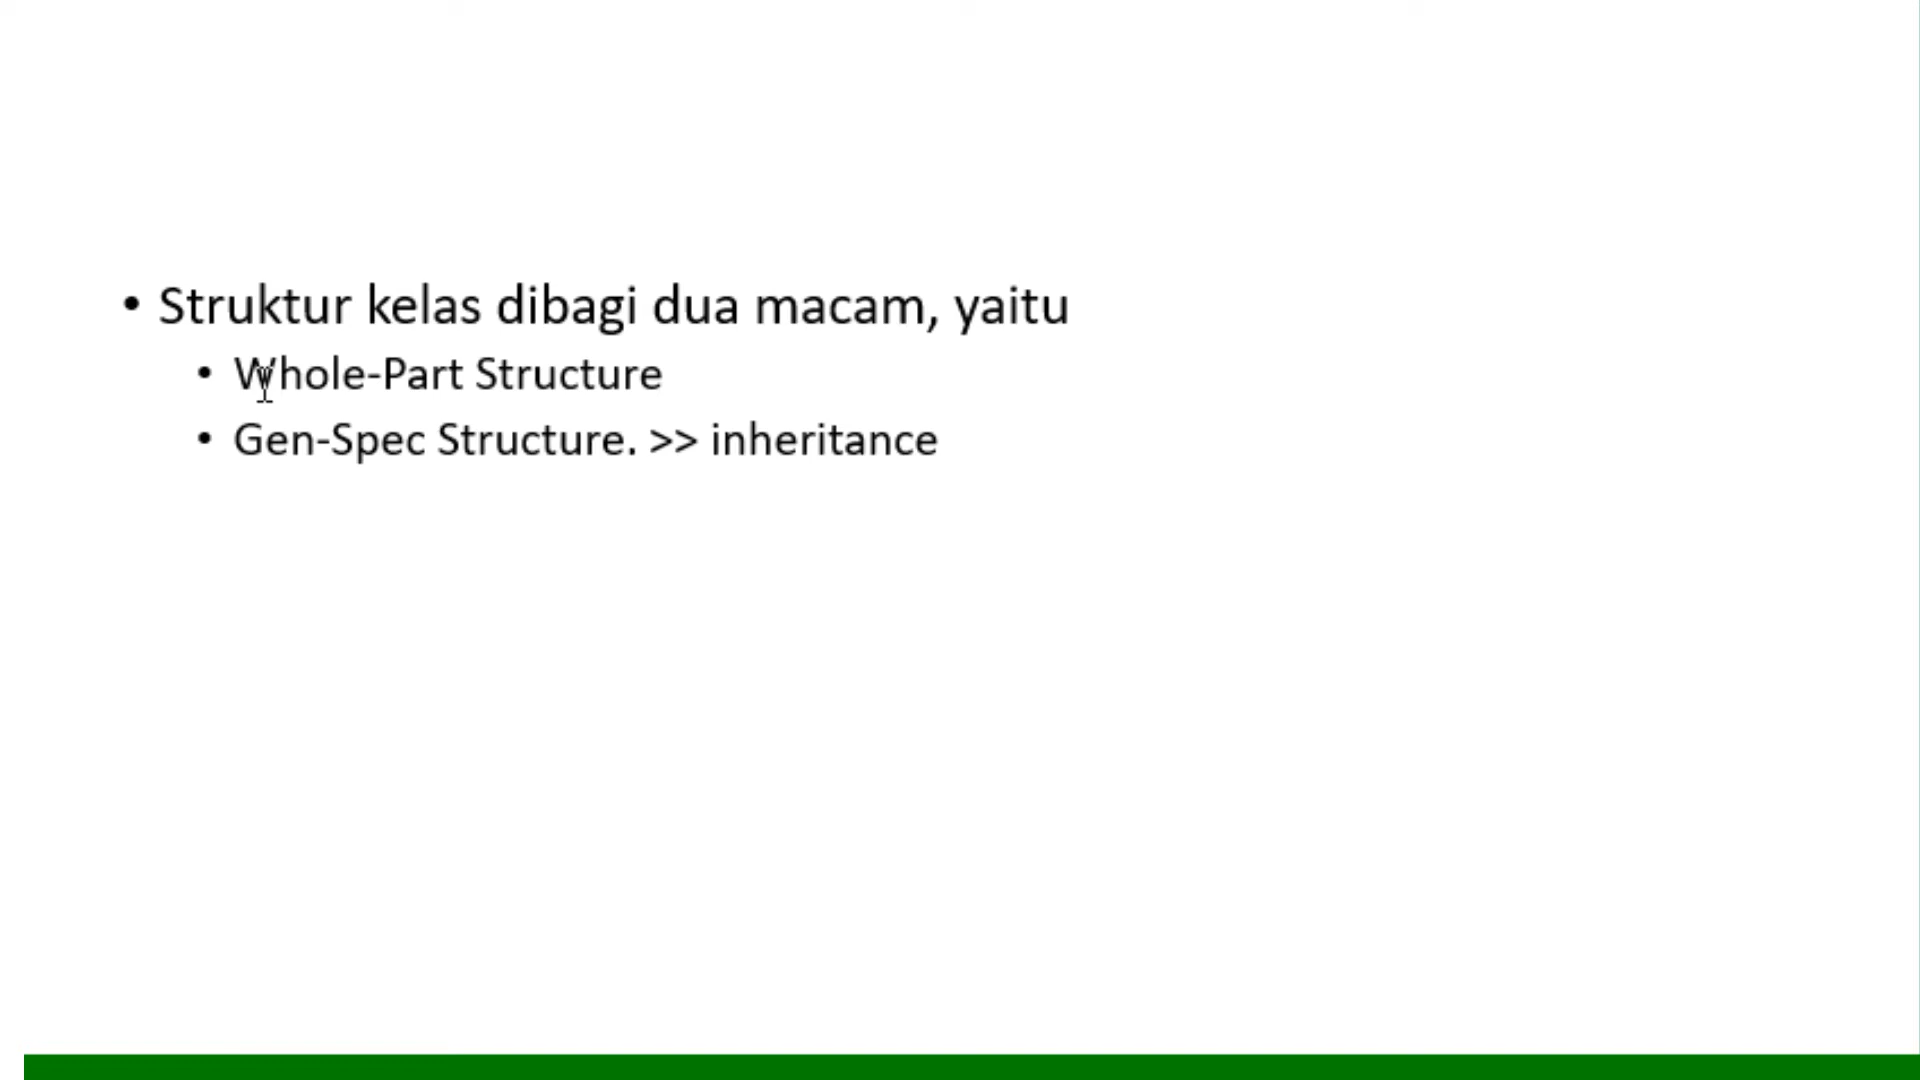 • Struktur kelas dibagi dua macam, yaitu
• Whole-Part Structure
• Gen-Spec Structure. >> inheritance